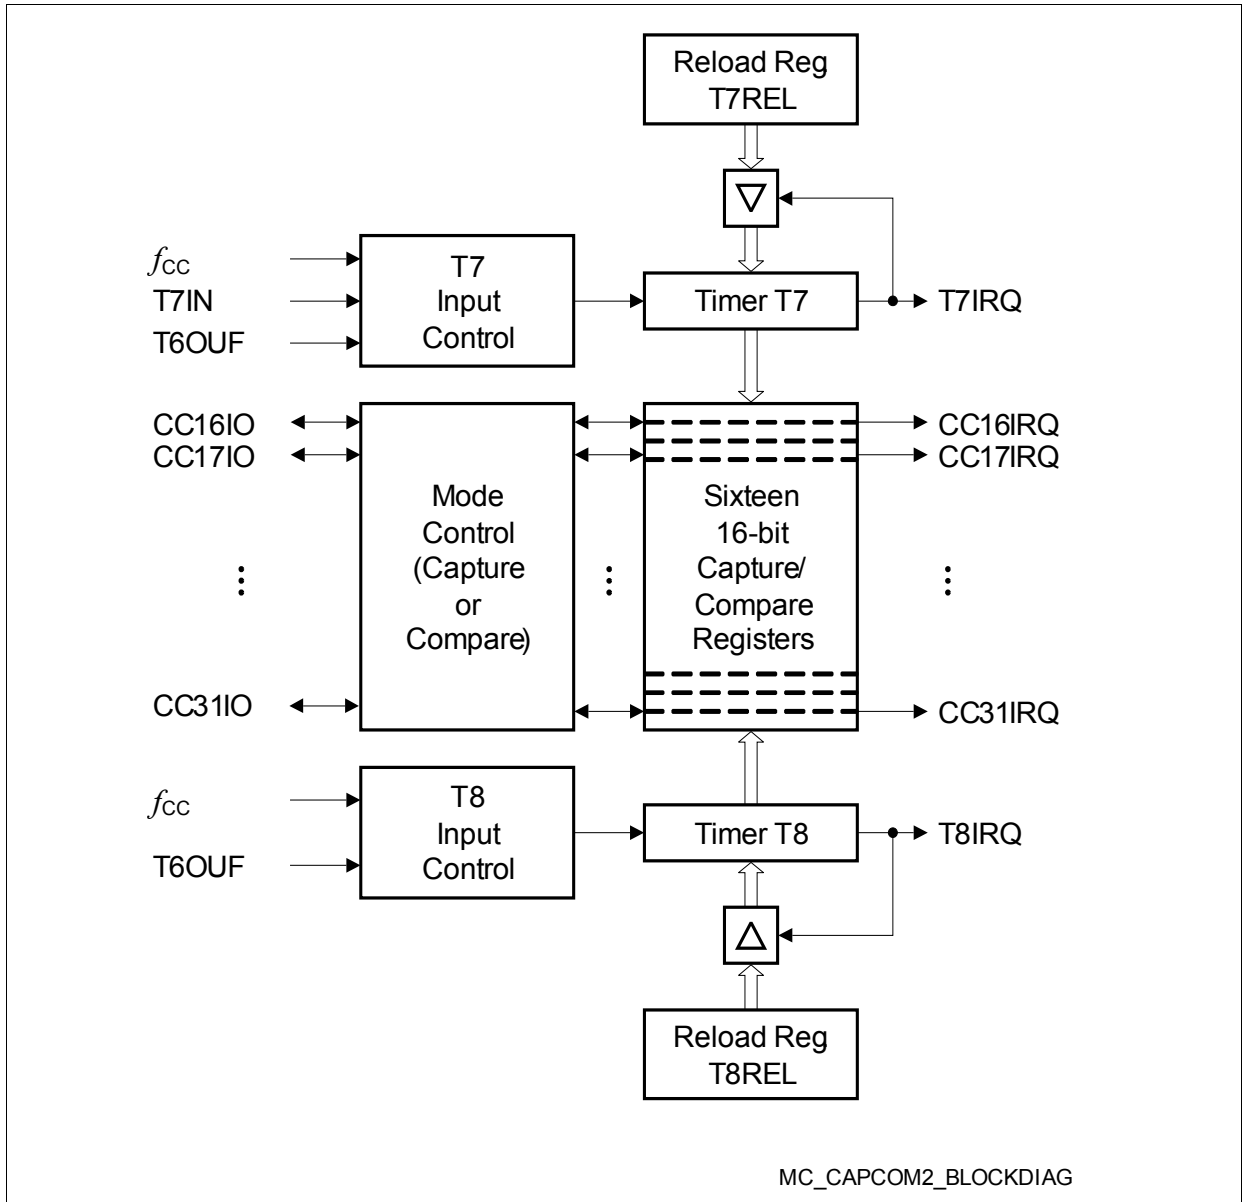 Reload Reg
T7REL
fCC
T7IN
T6OUF
T7
Input
Control
Timer T7
T7IRQ
CC16IO
CC17IO
CC31IO
Mode
Control
(Capture
or
Compare)
Sixteen
16-bit
Capture/
Compare
Registers
CC16IRQ
CC17IRQ
CC31IRQ
fCC
T6OUF
T8
Input
Control
Timer T8
T8IRQ
Reload Reg
T8REL
MC_CAPCOM2_BLOCKDIAG